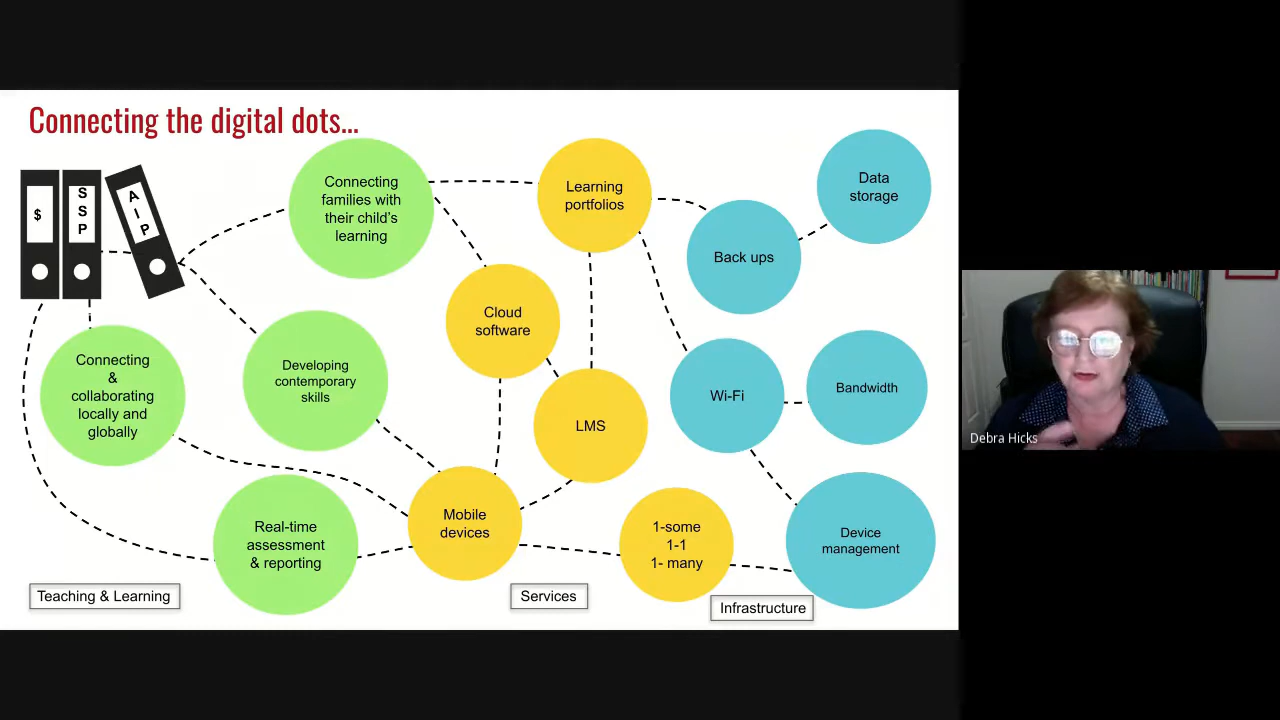 Connecting the digital dots...
$
SSP
AIP
Connecting
families with
their child's
learning
Learning
portfolios
Data
storage
Back ups
Cloud
software
Connecting
&
collaborating
locally and
globally
Developing
contemporary
skills
LMS
Wi-Fi
Bandwidth
Real-time
assessment
& reporting
Mobile
devices
1-some
1-1
1- many
Device
management
Teaching & Learning
Services
Infrastructure
Debra Hicks